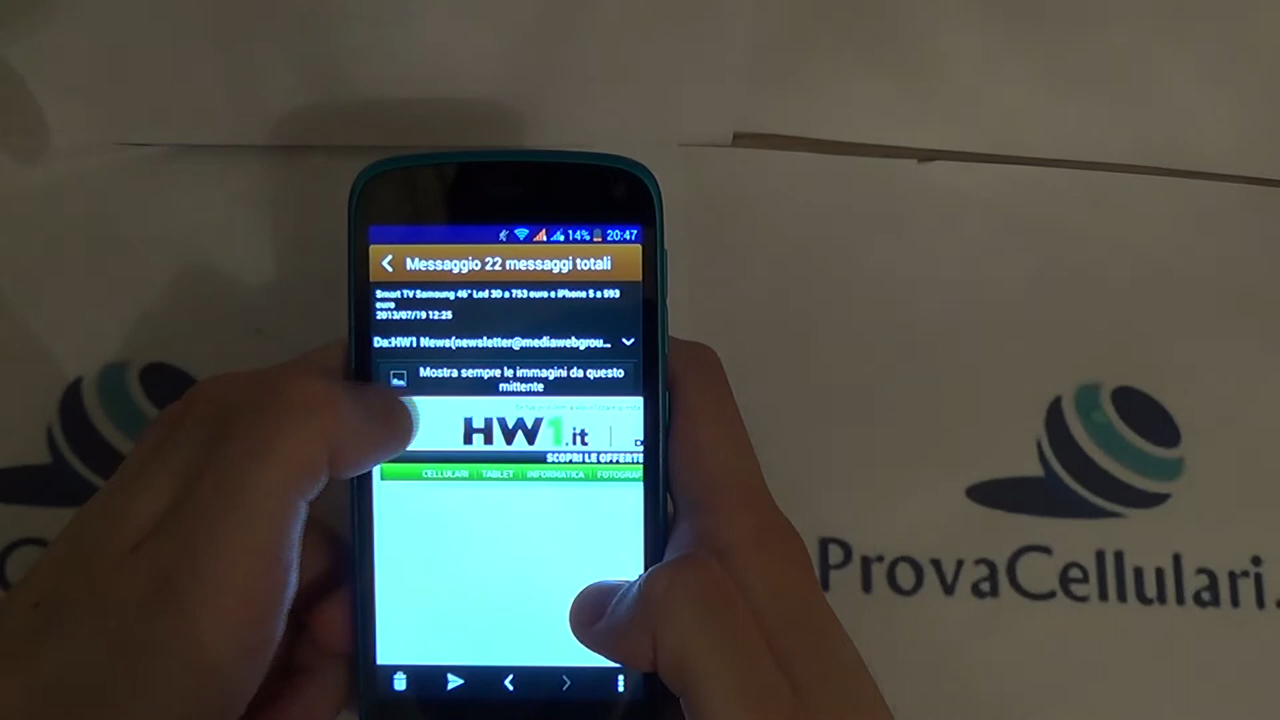 14% 20:47
Messaggio 22 messaggi totali
Smart TV Samsung 46" Led 3D a 753 euro e iPhone 5 a 593
euro
2013/07/19 12:25
Da:HW1 News(newsletter@mediawebgrou...
Mostra sempre le immagini da questo
mittente
HW1.it
SCOPRI LE OFFERTE
CELLULARI | TABLET | INFORMATICA | FOTOGRAF
ProvaCellulari.